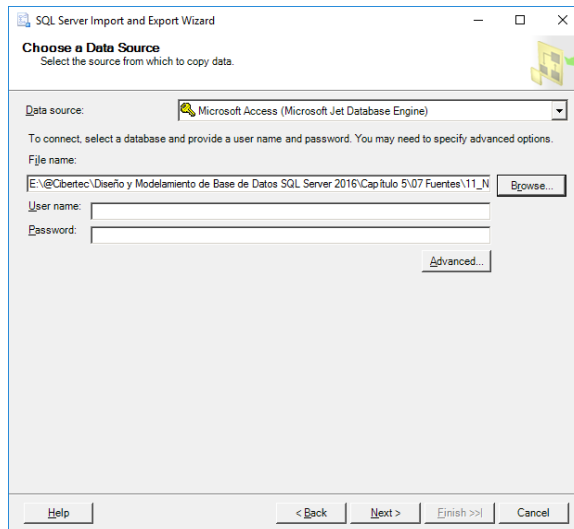 SQL Server Import and Export Wizard
Choose a Data Source
Select the source from which to copy data.
Data source: Microsoft Access (Microsoft Jet Database Engine)
To connect, select a database and provide a user name and password. You may need to specify advanced options.
File name:
E:\@Cibertec\Diseño y Modelamiento de Base de Datos SQL Server 2016\Capítulo 5\07 Fuentes\11_N Browse...
User name:
Password:
Advanced...
Help < Back Next > Finish >>| Cancel